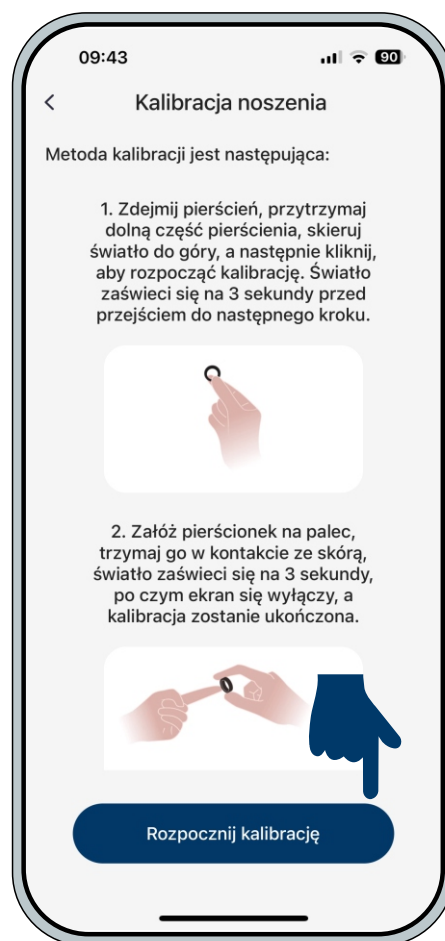 09:43
90
Kalibracja noszenia
Metoda kalibracji jest następująca:
1. Zdejmij pierścień, przytrzymaj
dolną część pierścienia, skieruj
światło do góry, a następnie kliknij,
aby rozpocząć kalibrację. Światło
zaświeci się na 3 sekundy przed
przejściem do następnego kroku.
2. Załóż pierścionek na palec,
trzymaj go w kontakcie ze skórą,
światło zaświeci się na 3 sekundy,
po czym ekran się wyłączy, a
kalibracja zostanie ukończona.
Rozpocznij kalibrację